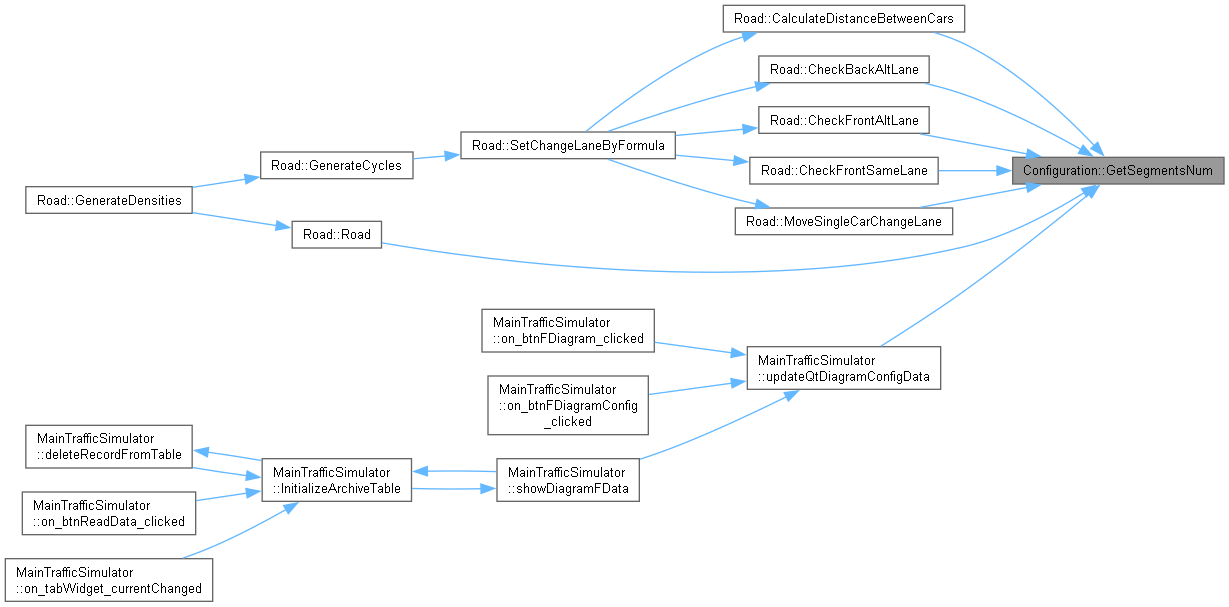 Road::CalculateDistanceBetweenCars
Road::CheckBackAltLane
Road::CheckFrontAltLane
Road::SetChangeLaneByFormula
Road::GenerateCycles
Road::CheckFrontSameLane
Configuration::GetSegmentsNum
Road::GenerateDensities
Road::MoveSingleCarChangeLane
Road::Road
MainTrafficSimulator
::on_btnFDiagram_clicked
MainTrafficSimulator
::updateQtDiagramConfigData
MainTrafficSimulator
::on_btnFDiagramConfig
_clicked
MainTrafficSimulator
::deleteRecordFromTable
MainTrafficSimulator
::InitializeArchiveTable
MainTrafficSimulator
::showDiagramFData
MainTrafficSimulator
::on_btnReadData_clicked
MainTrafficSimulator
::on_tabWidget_currentChanged